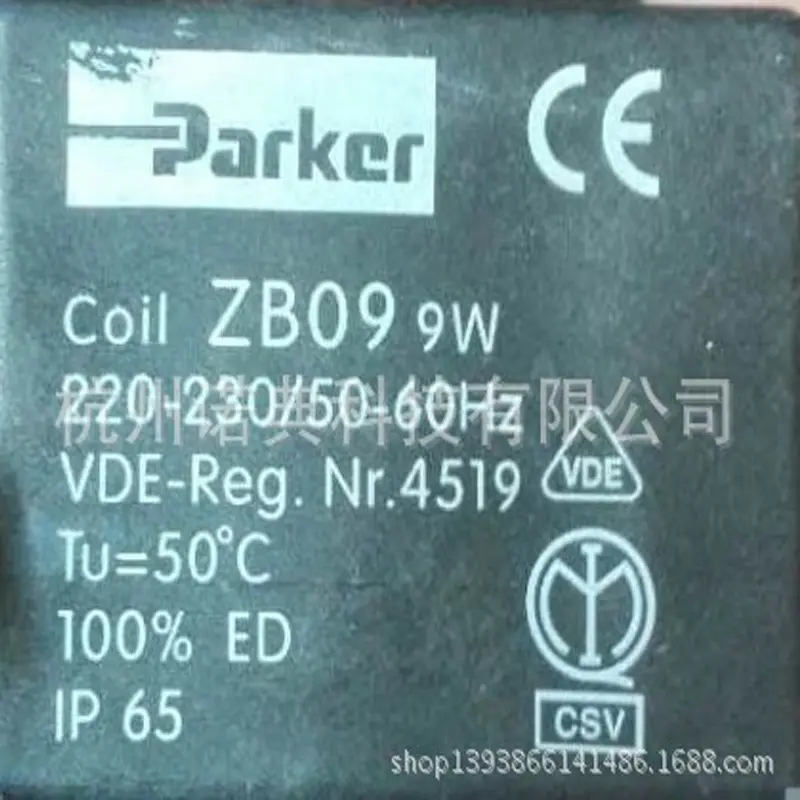 Parker
CE
Coil ZB09 9W
220-230/50-60Hz
杭州诺典科技有限公司
VDE-Reg. Nr.4519
VDE
Tu=50°C
100% ED
IP 65
CSV
shop1393866141486.1688.com